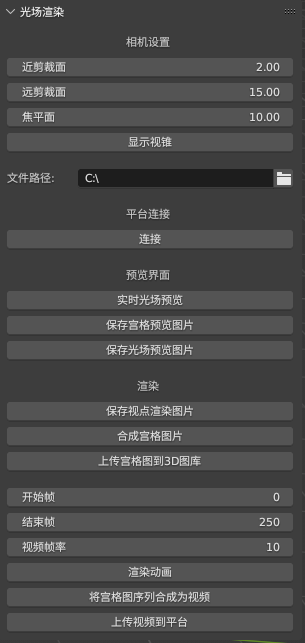 光场渲染
相机设置
近剪裁面 2.00
远剪裁面 15.00
焦平面 10.00
显示视锥
文件路径: C:\
平台连接
连接
预览界面
实时光场预览
保存宫格预览图片
保存光场预览图片
渲染
保存视点渲染图片
合成宫格图片
上传宫格图到3D图库
开始帧 0
结束帧 250
视频帧率 10
渲染动画
将宫格图序列合成为视频
上传视频到平台